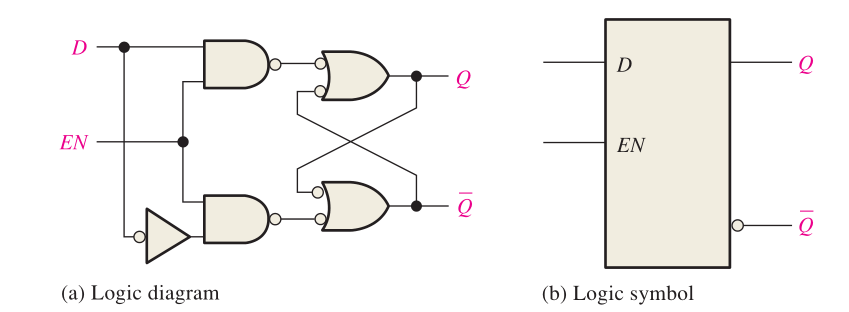 D
Q
EN
Q̅
(a) Logic diagram
D
Q
EN
Q̅
(b) Logic symbol